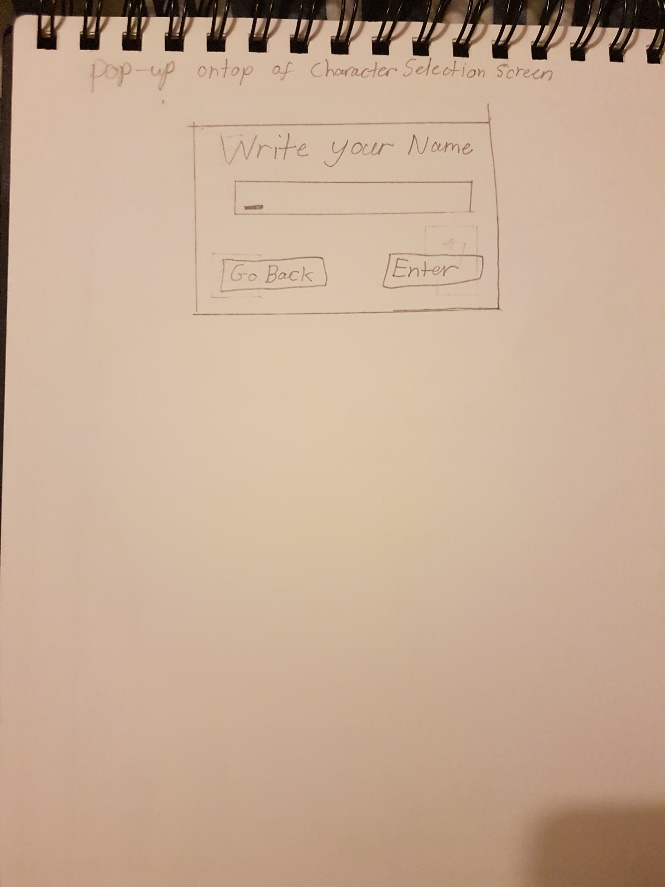 Pop-up ontop of Character Selection Screen
Write your Name
Go Back
Enter